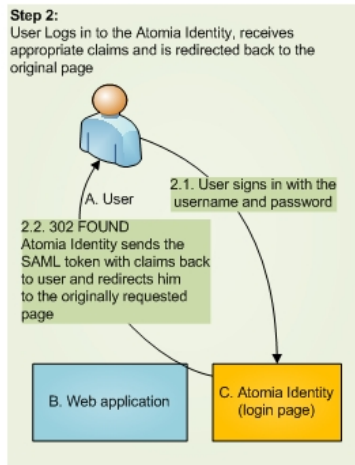 Step 2:
User Logs in to the Atomia Identity, receives
appropriate claims and is redirected back to the
original page
A. User
2.1. User signs in with the
username and password
2.2. 302 FOUND
Atomia Identity sends the
SAML token with claims back
to user and redirects him
to the originally requested
page
B. Web application
C. Atomia Identity
(login page)